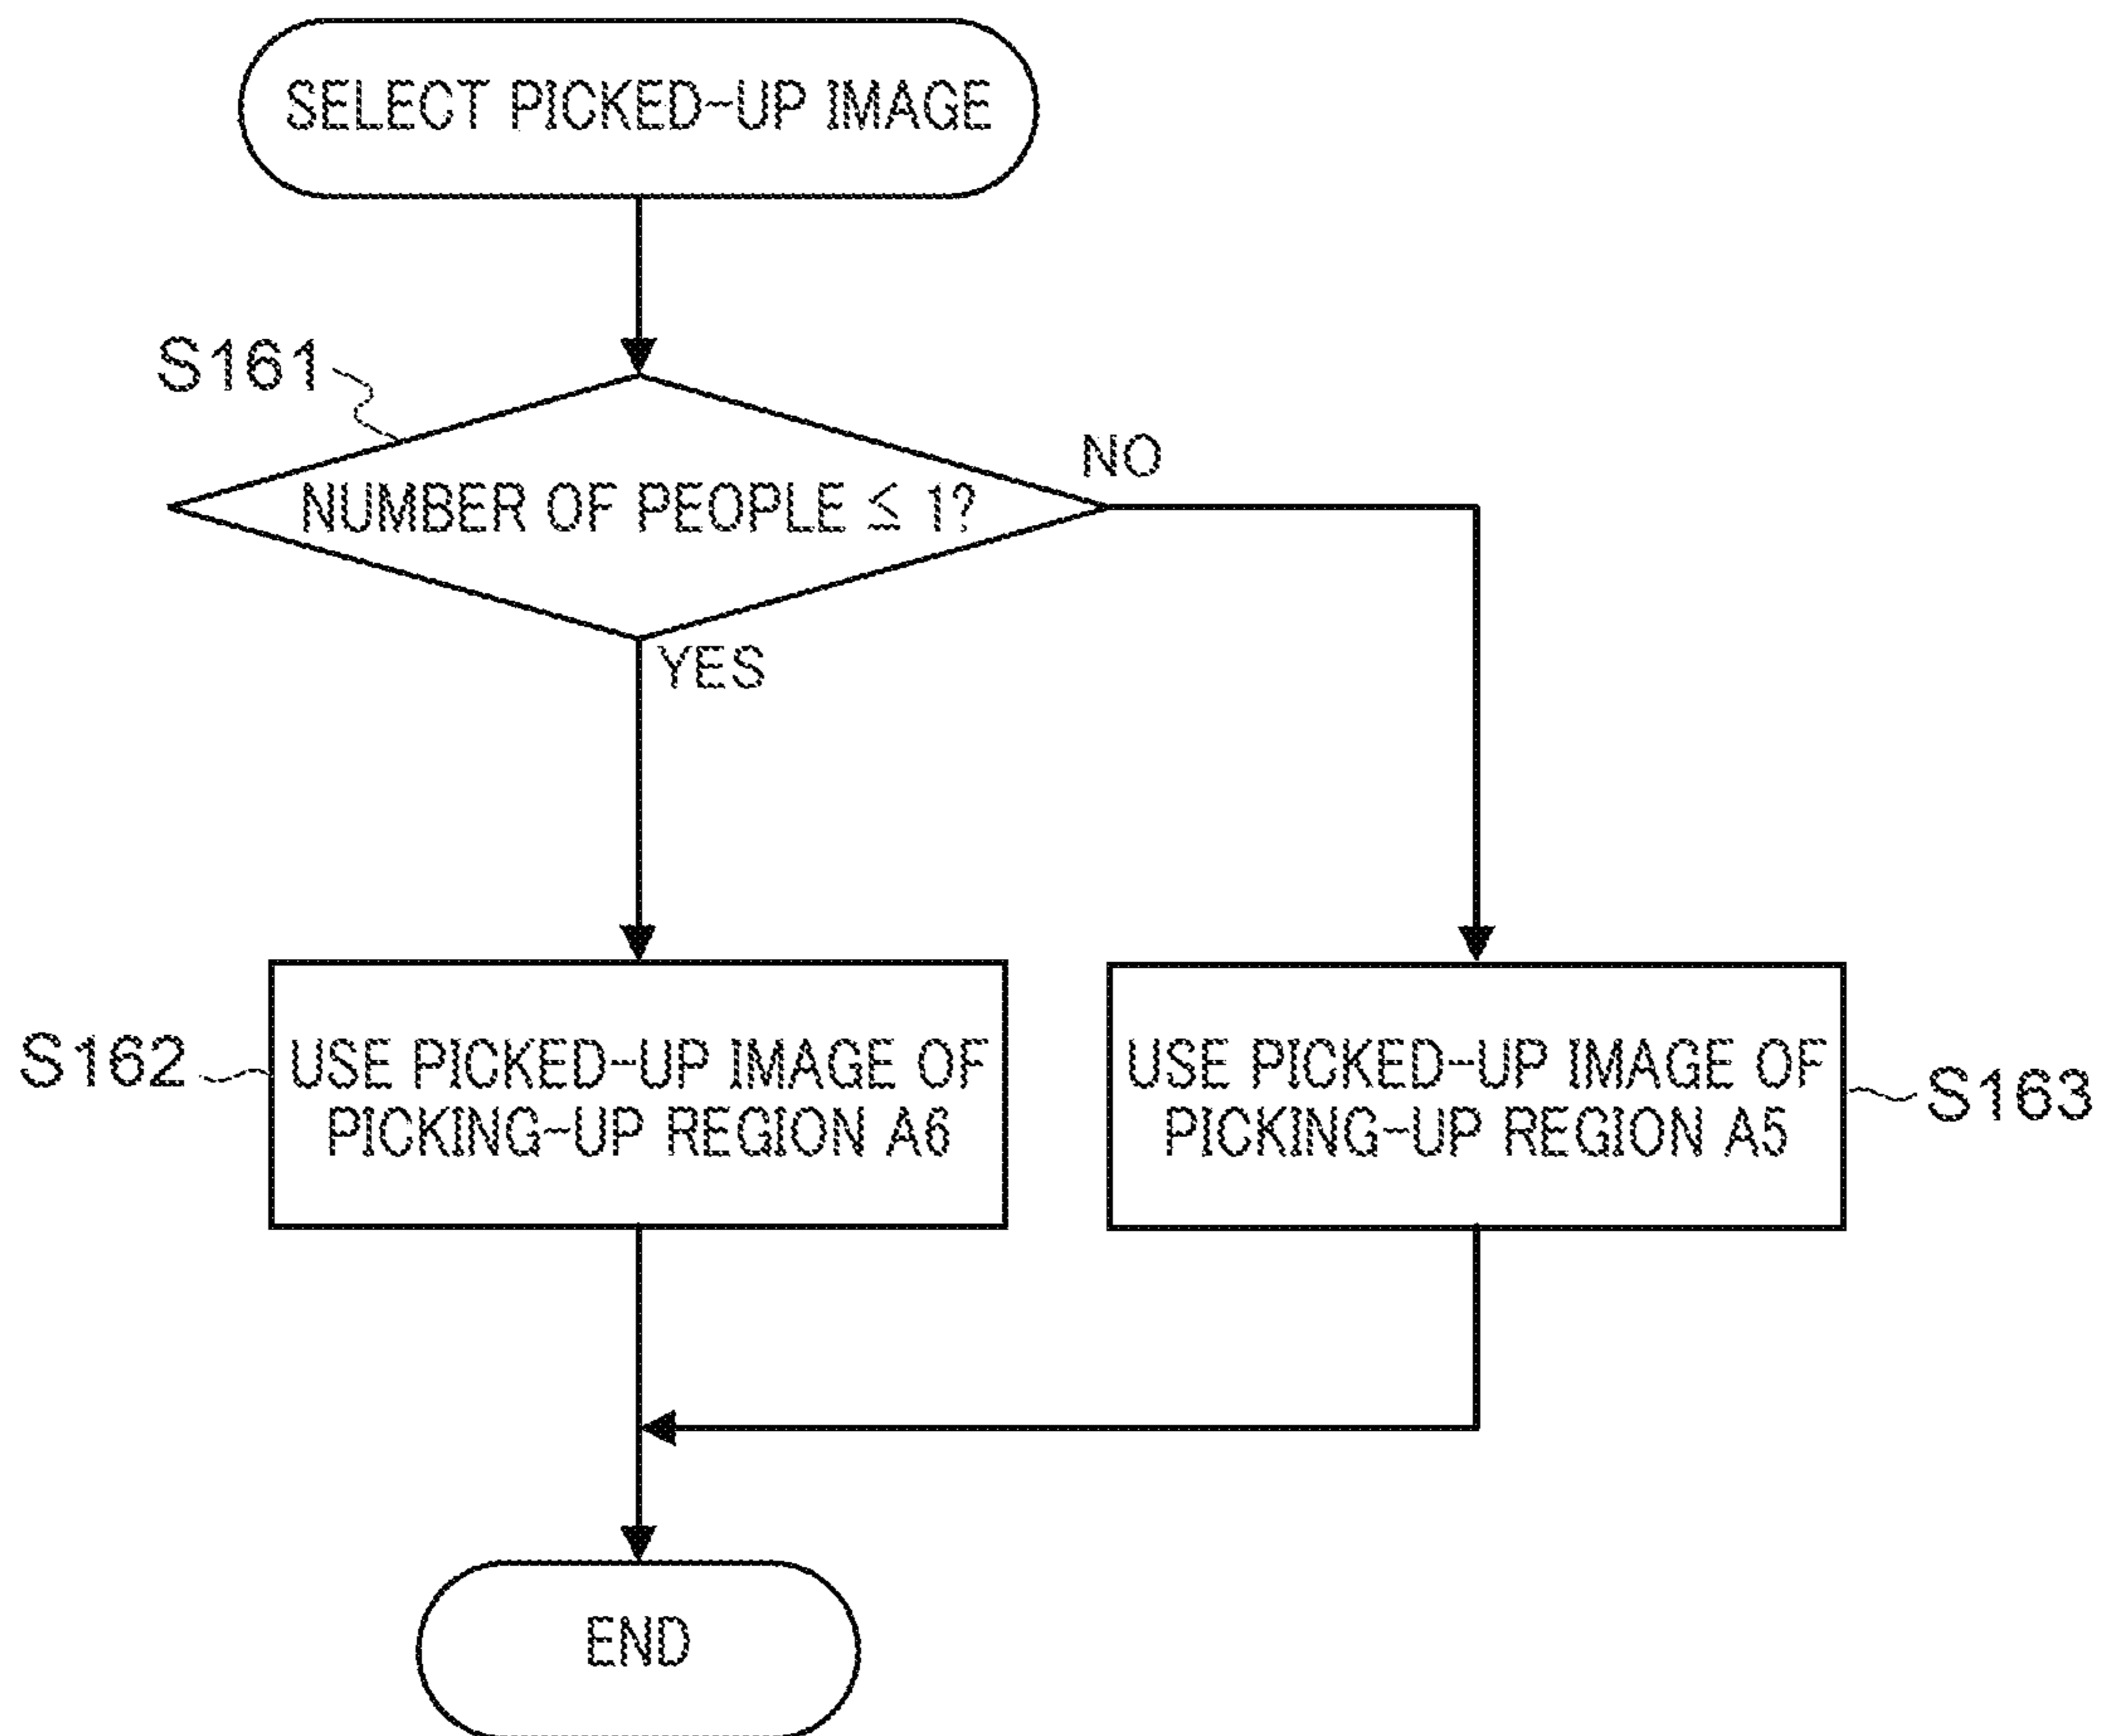 SELECT PICKED-UP IMAGE
S161
NUMBER OF PEOPLE ≤ 1?
NO
YES
S162
USE PICKED-UP IMAGE OF
PICKING-UP REGION A6
USE PICKED-UP IMAGE OF
PICKING-UP REGION A5
S163
END